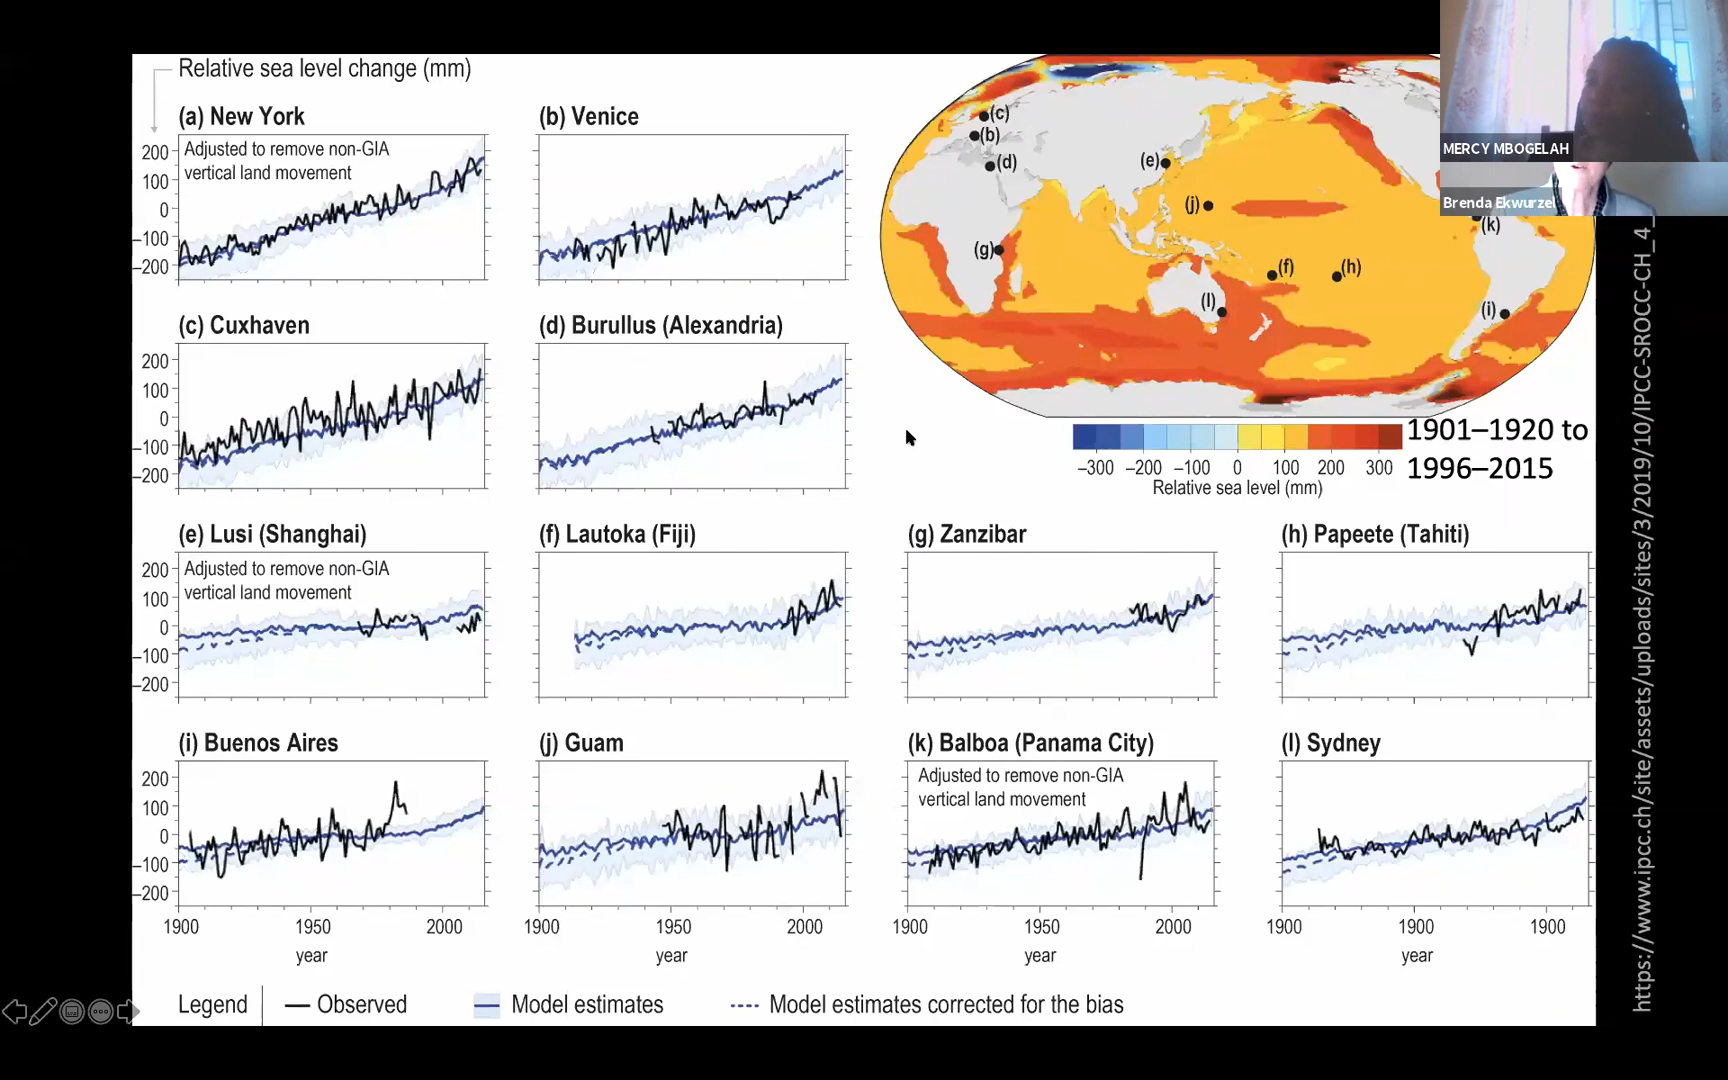 Relative sea level change (mm)
(a) New York
Adjusted to remove non-GIA
vertical land movement
200
100
0
–100
–200
(b) Venice
(c)
(b)
(d)
(e)
(j)
(g)
(f)
(h)
(l)
(k)
(i)
MERCY MBOGELAH
Brenda Ekwurzel
(c) Cuxhaven
200
100
0
–100
–200
(d) Burullus (Alexandria)
–300 –200 –100 0 100 200 300
Relative sea level (mm)
1901–1920 to
1996–2015
(e) Lusi (Shanghai)
Adjusted to remove non-GIA
vertical land movement
200
100
0
–100
–200
(f) Lautoka (Fiji)
(g) Zanzibar
(h) Papeete (Tahiti)
(i) Buenos Aires
200
100
0
–100
–200
1900 1950 2000
year
(j) Guam
1900 1950 2000
year
(k) Balboa (Panama City)
Adjusted to remove non-GIA
vertical land movement
1900 1950 2000
year
(l) Sydney
1900 1900 1900
year
Legend
Observed
Model estimates
Model estimates corrected for the bias
https://www.ipcc.ch/site/assets/uploads/sites/3/2019/10/IPCC-SROCC-CH_4_